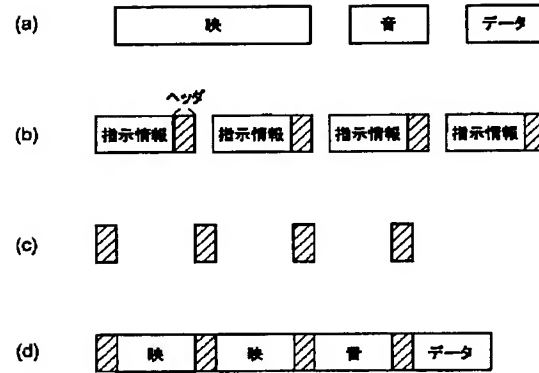 (a) 映 音 データ
ヘッダ
(b) 指示情報 指示情報 指示情報 指示情報
(c)
(d) 映 映 音 データ